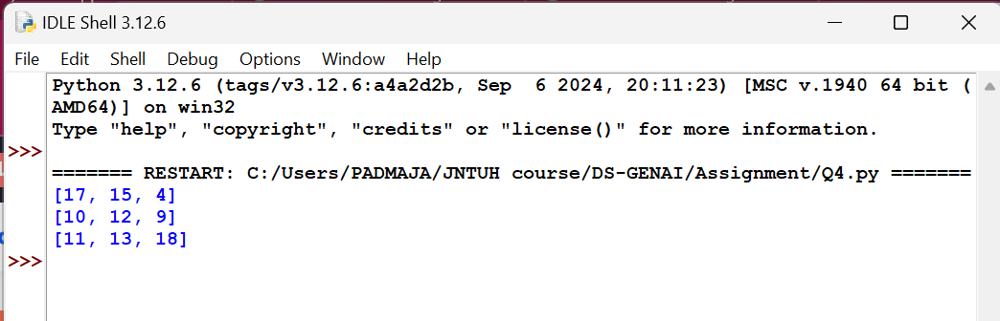 IDLE Shell 3.12.6
File Edit Shell Debug Options Window Help
Python 3.12.6 (tags/v3.12.6:a4a2d2b, Sep  6 2024, 20:11:23) [MSC v.1940 64 bit (
AMD64)] on win32
Type "help", "copyright", "credits" or "license()" for more information.
>>>
======= RESTART: C:/Users/PADMAJA/JNTUH course/DS-GENAI/Assignment/Q4.py =======
[17, 15, 4]
[10, 12, 9]
[11, 13, 18]
>>>